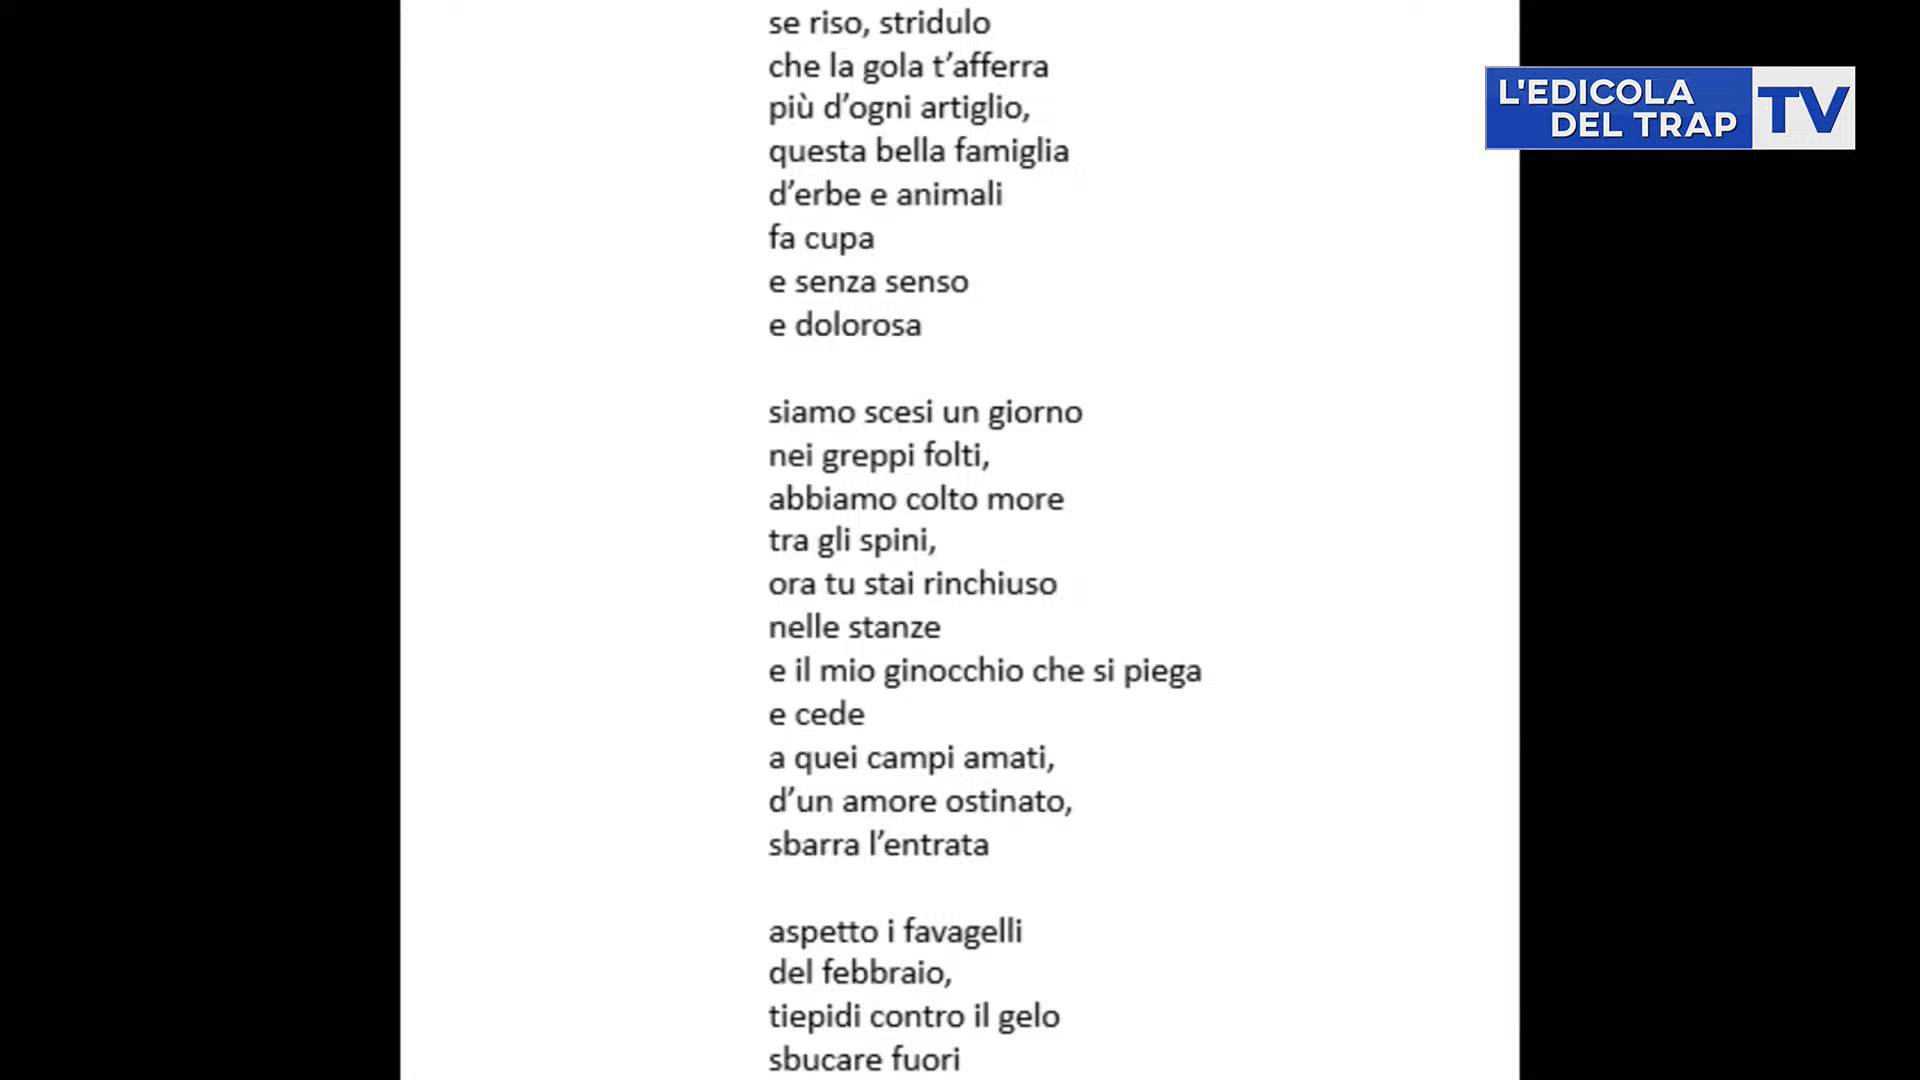 se riso, stridulo
che la gola t’afferra
più d’ogni artiglio,
questa bella famiglia
d’erbe e animali
fa cupa
e senza senso
e dolorosa
siamo scesi un giorno
nei greppi folti,
abbiamo colto more
tra gli spini,
ora tu stai rinchiuso
nelle stanze
e il mio ginocchio che si piega
e cede
a quei campi amati,
d’un amore ostinato,
sbarra l’entrata
aspetto i favagelli
del febbraio,
tiepidi contro il gelo
sbucare fuori
L'EDICOLA
DEL TRAP
TV